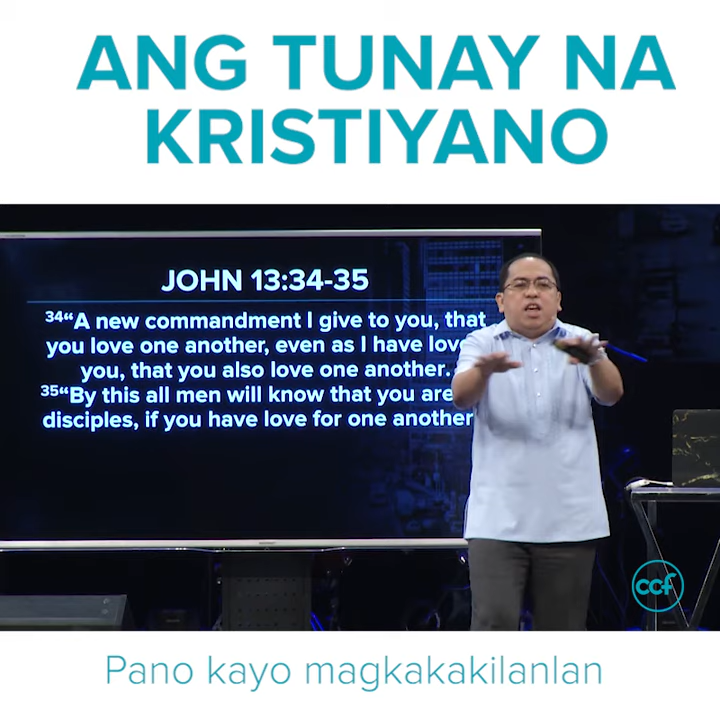 ANG TUNAY NA
KRISTIYANO
JOHN 13:34-35
34“A new commandment I give to you, that
you love one another, even as I have
you, that you also love one another.
35“By this all men will know that you are
disciples, if you have love for one another
ccf
Pano kayo magkakakilanlan